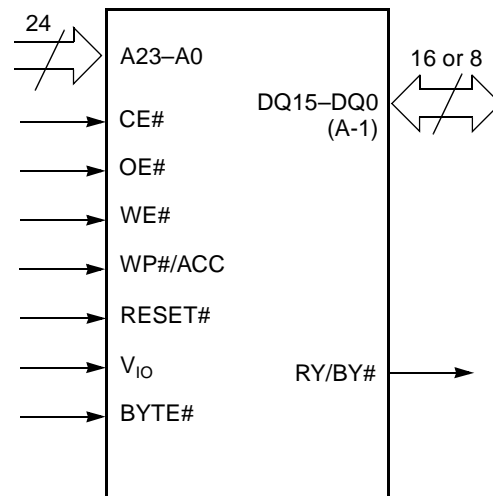 24
A23–A0
16 or 8
CE#
DQ15–DQ0
(A-1)
OE#
WE#
WP#/ACC
RESET#
VIO
RY/BY#
BYTE#